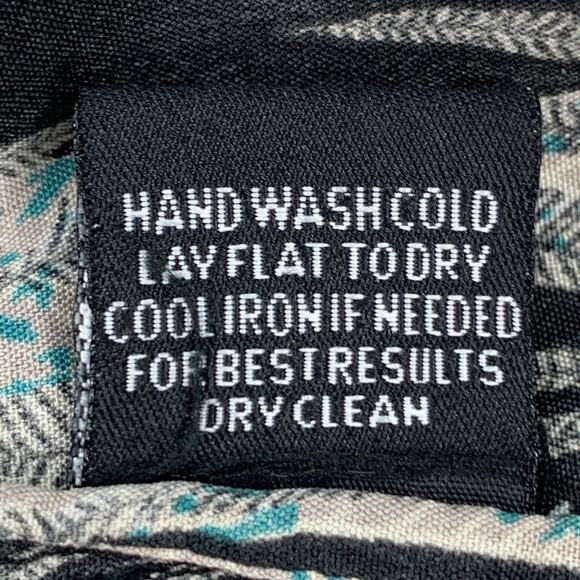 HAND WASH COLD
LAY FLAT TO DRY
COOL IRON IF NEEDED
FOR BEST RESULTS
DRY CLEAN